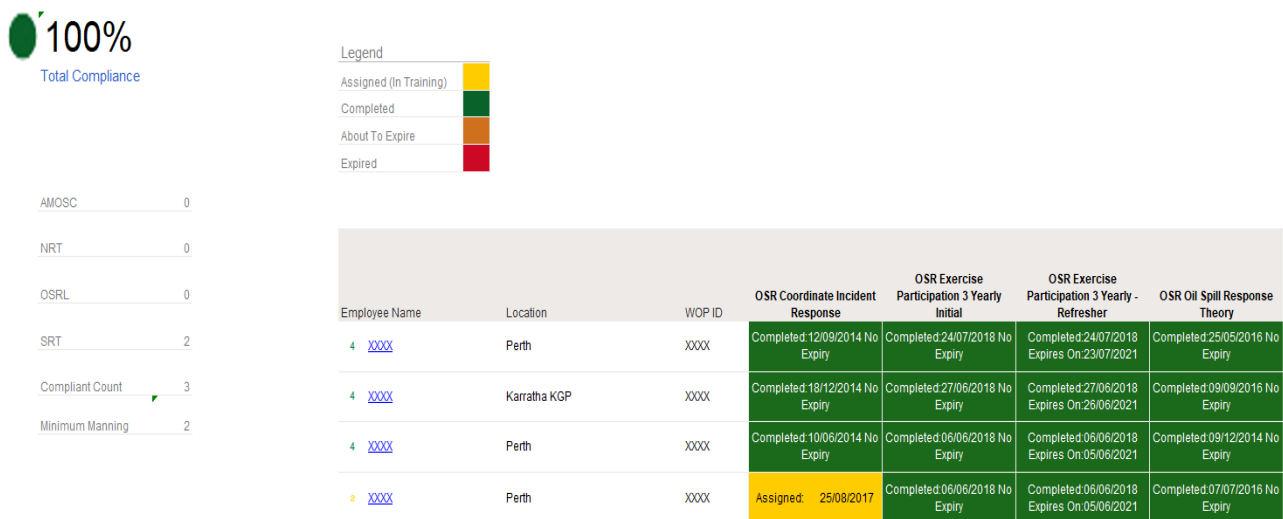 100%
Total Compliance
Legend
Assigned (In Training)
Completed
About To Expire
Expired
AMOSC 0
NRT 0
OSRL 0
SRT 2
Compliant Count 3
Minimum Manning 2
Employee Name Location WOP ID OSR Coordinate Incident Response OSR Exercise Participation 3 Yearly Initial OSR Exercise Participation 3 Yearly - Refresher OSR Oil Spill Response Theory
4 XXXX Perth XXXX Completed:12/09/2014 No Expiry Completed:24/07/2018 No Expiry Completed:24/07/2018 Expires On:23/07/2021 Completed:25/05/2016 No Expiry
4 XXXX Karratha KGP XXXX Completed:18/12/2014 No Expiry Completed:27/06/2018 No Expiry Completed:27/06/2018 Expires On:26/06/2021 Completed:09/09/2016 No Expiry
4 XXXX Perth XXXX Completed:10/06/2014 No Expiry Completed:06/06/2018 No Expiry Completed:06/06/2018 Expires On:05/06/2021 Completed:09/12/2014 No Expiry
2 XXXX Perth XXXX Assigned: 25/08/2017 Completed:06/06/2018 No Expiry Completed:06/06/2018 Expires On:05/06/2021 Completed:07/07/2016 No Expiry